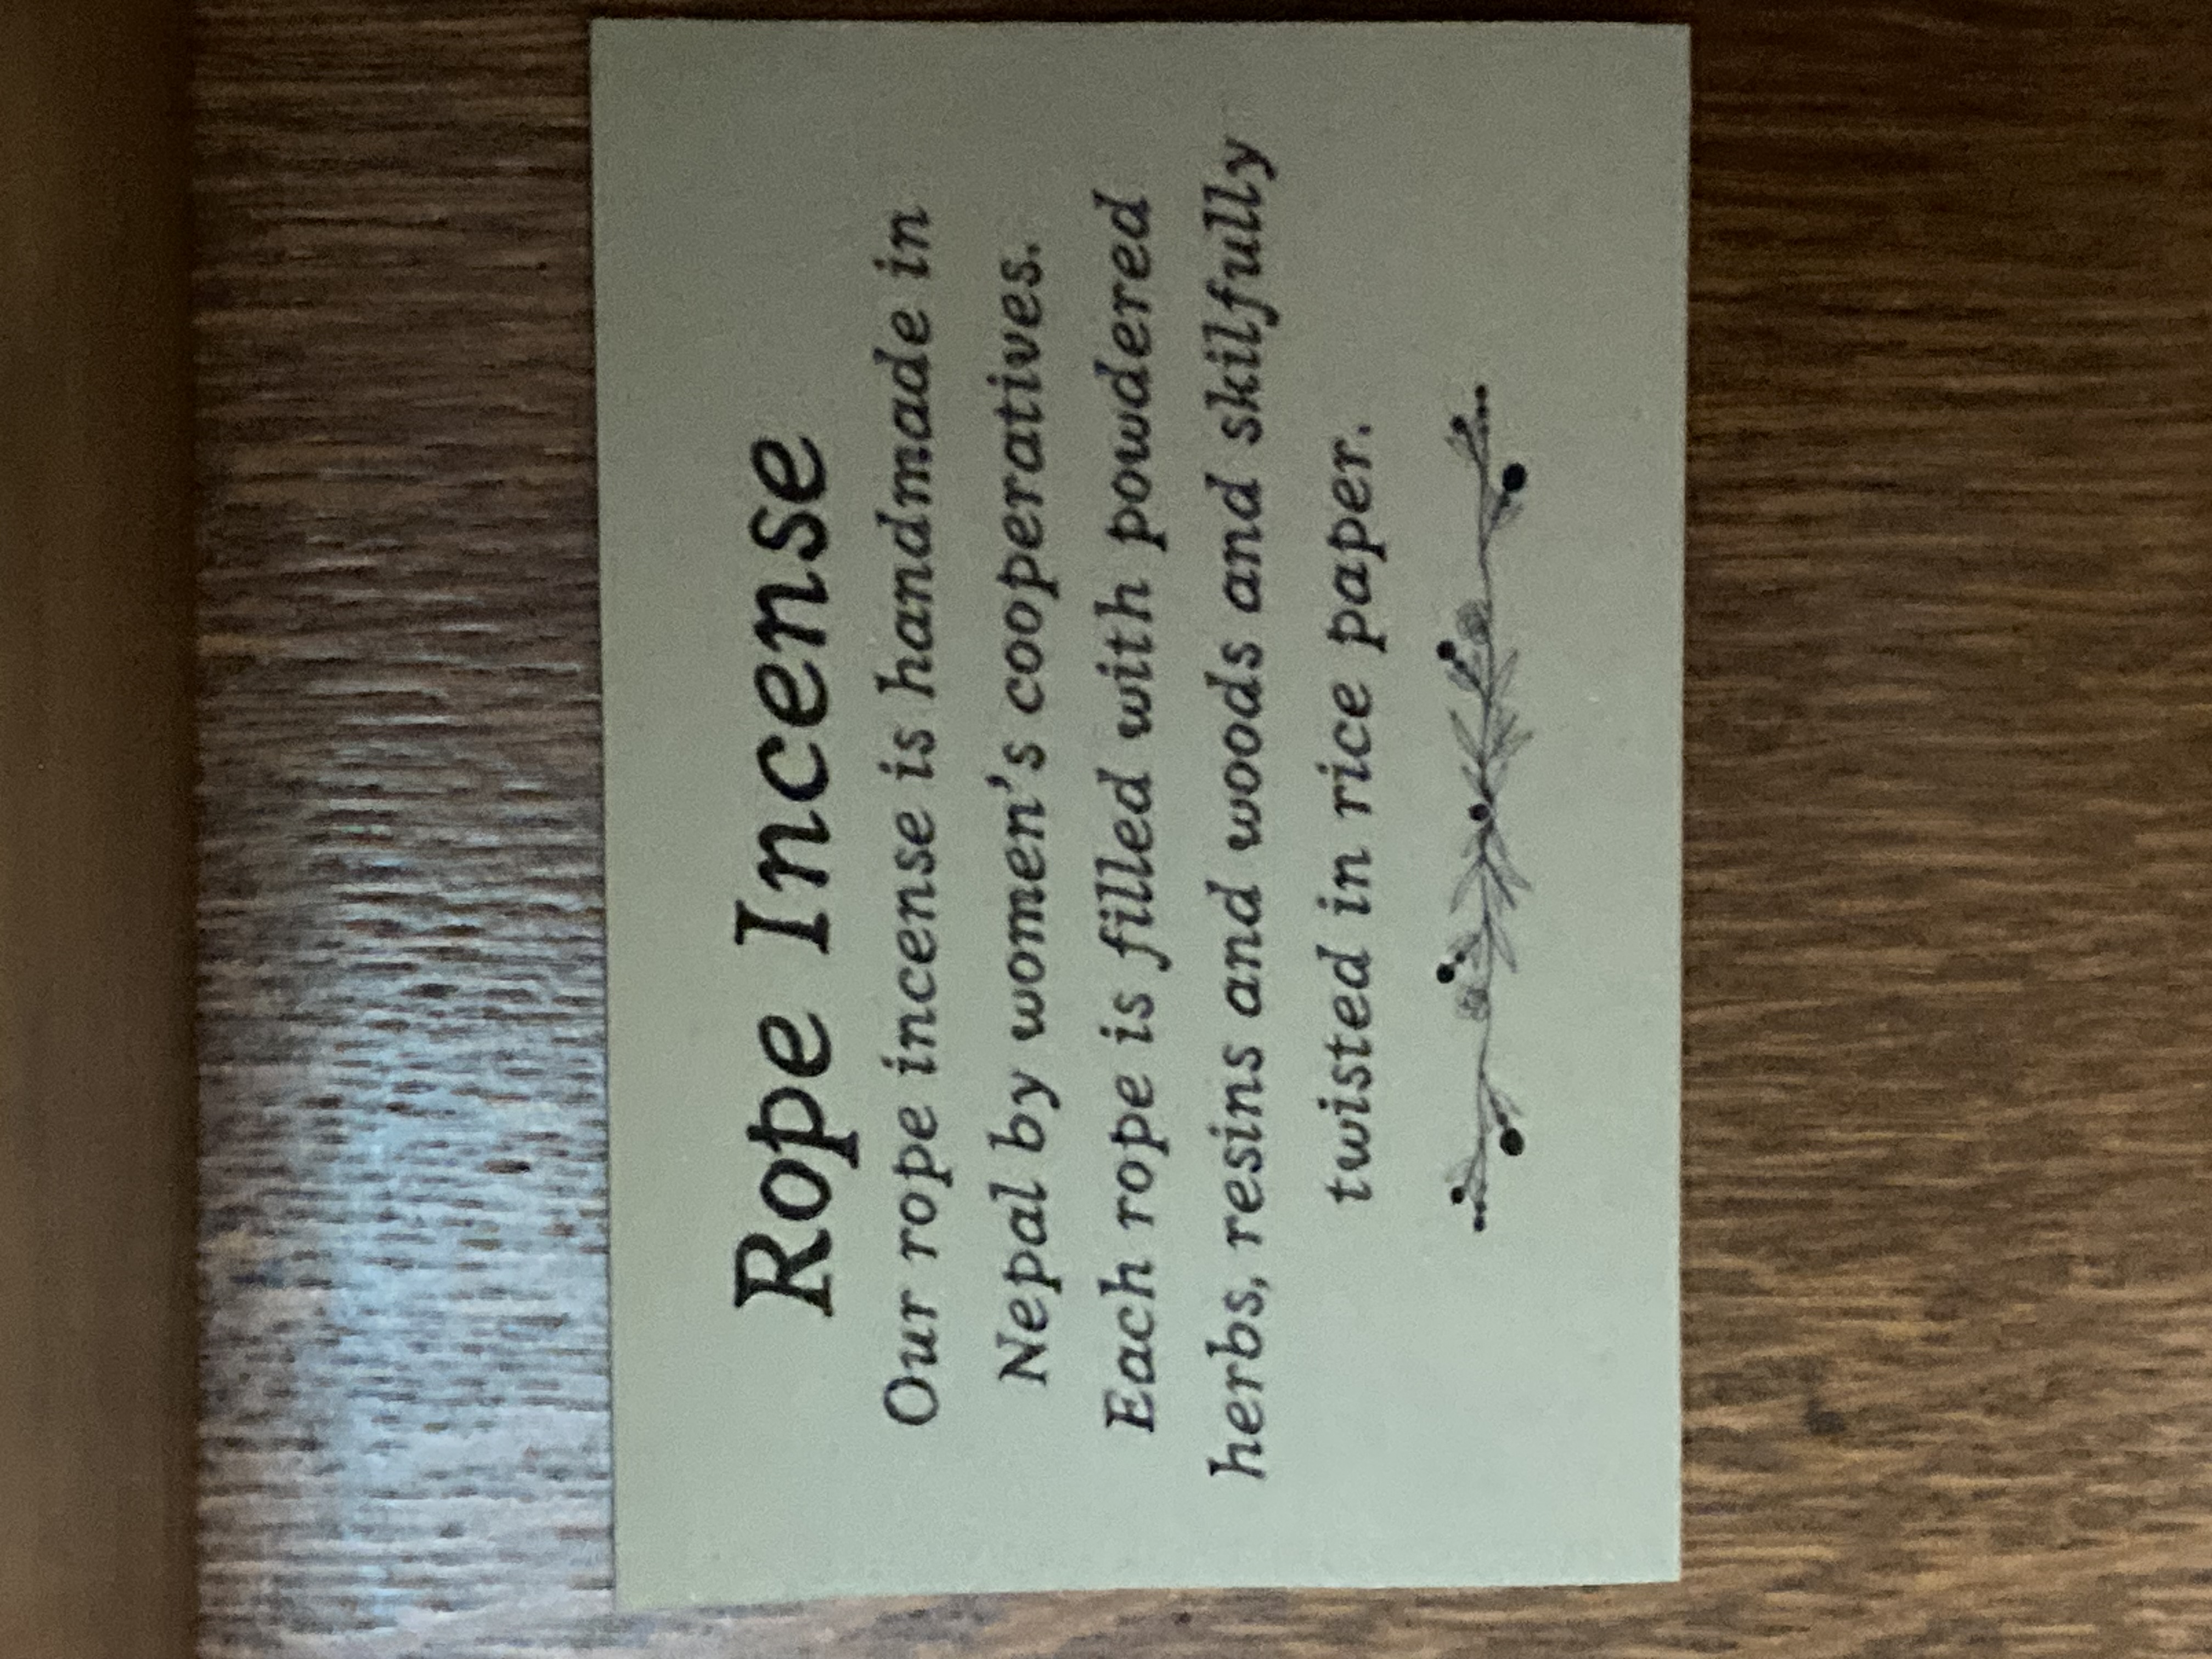 Rope Incense
Our rope incense is handmade in
Nepal by women's cooperatives.
Each rope is filled with powdered
herbs, resins and woods and skilfully
twisted in rice paper.